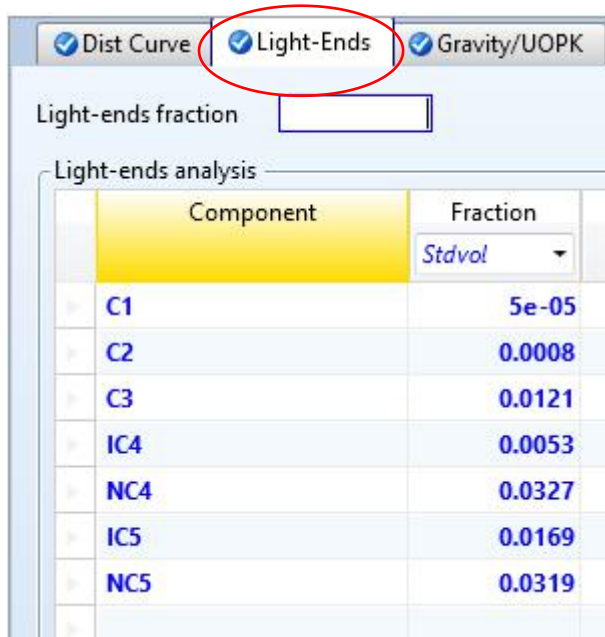 Dist Curve Light-Ends Gravity/UOPK
Light-ends fraction
Light-ends analysis
Component Fraction
Stdvol
C1 5e-05
C2 0.0008
C3 0.0121
IC4 0.0053
NC4 0.0327
IC5 0.0169
NC5 0.0319